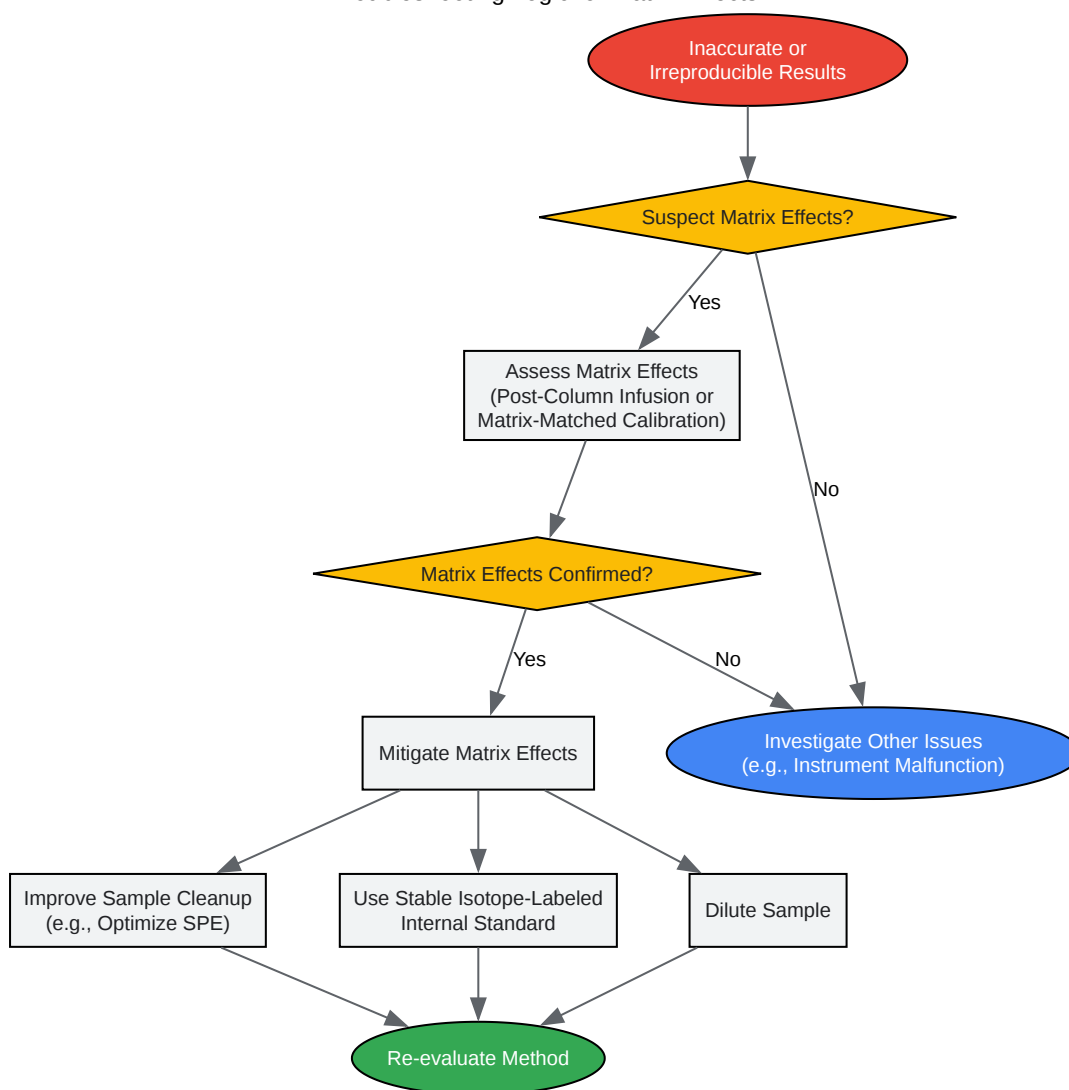 Inaccurate or
Irreproducible Results
Suspect Matrix Effects?
Yes
Assess Matrix Effects
(Post-Column Infusion or
Matrix-Matched Calibration)
No
Matrix Effects Confirmed?
Yes
No
Mitigate Matrix Effects
Investigate Other Issues
(e.g., Instrument Malfunction)
Improve Sample Cleanup
(e.g., Optimize SPE)
Use Stable Isotope-Labeled
Internal Standard
Dilute Sample
Re-evaluate Method